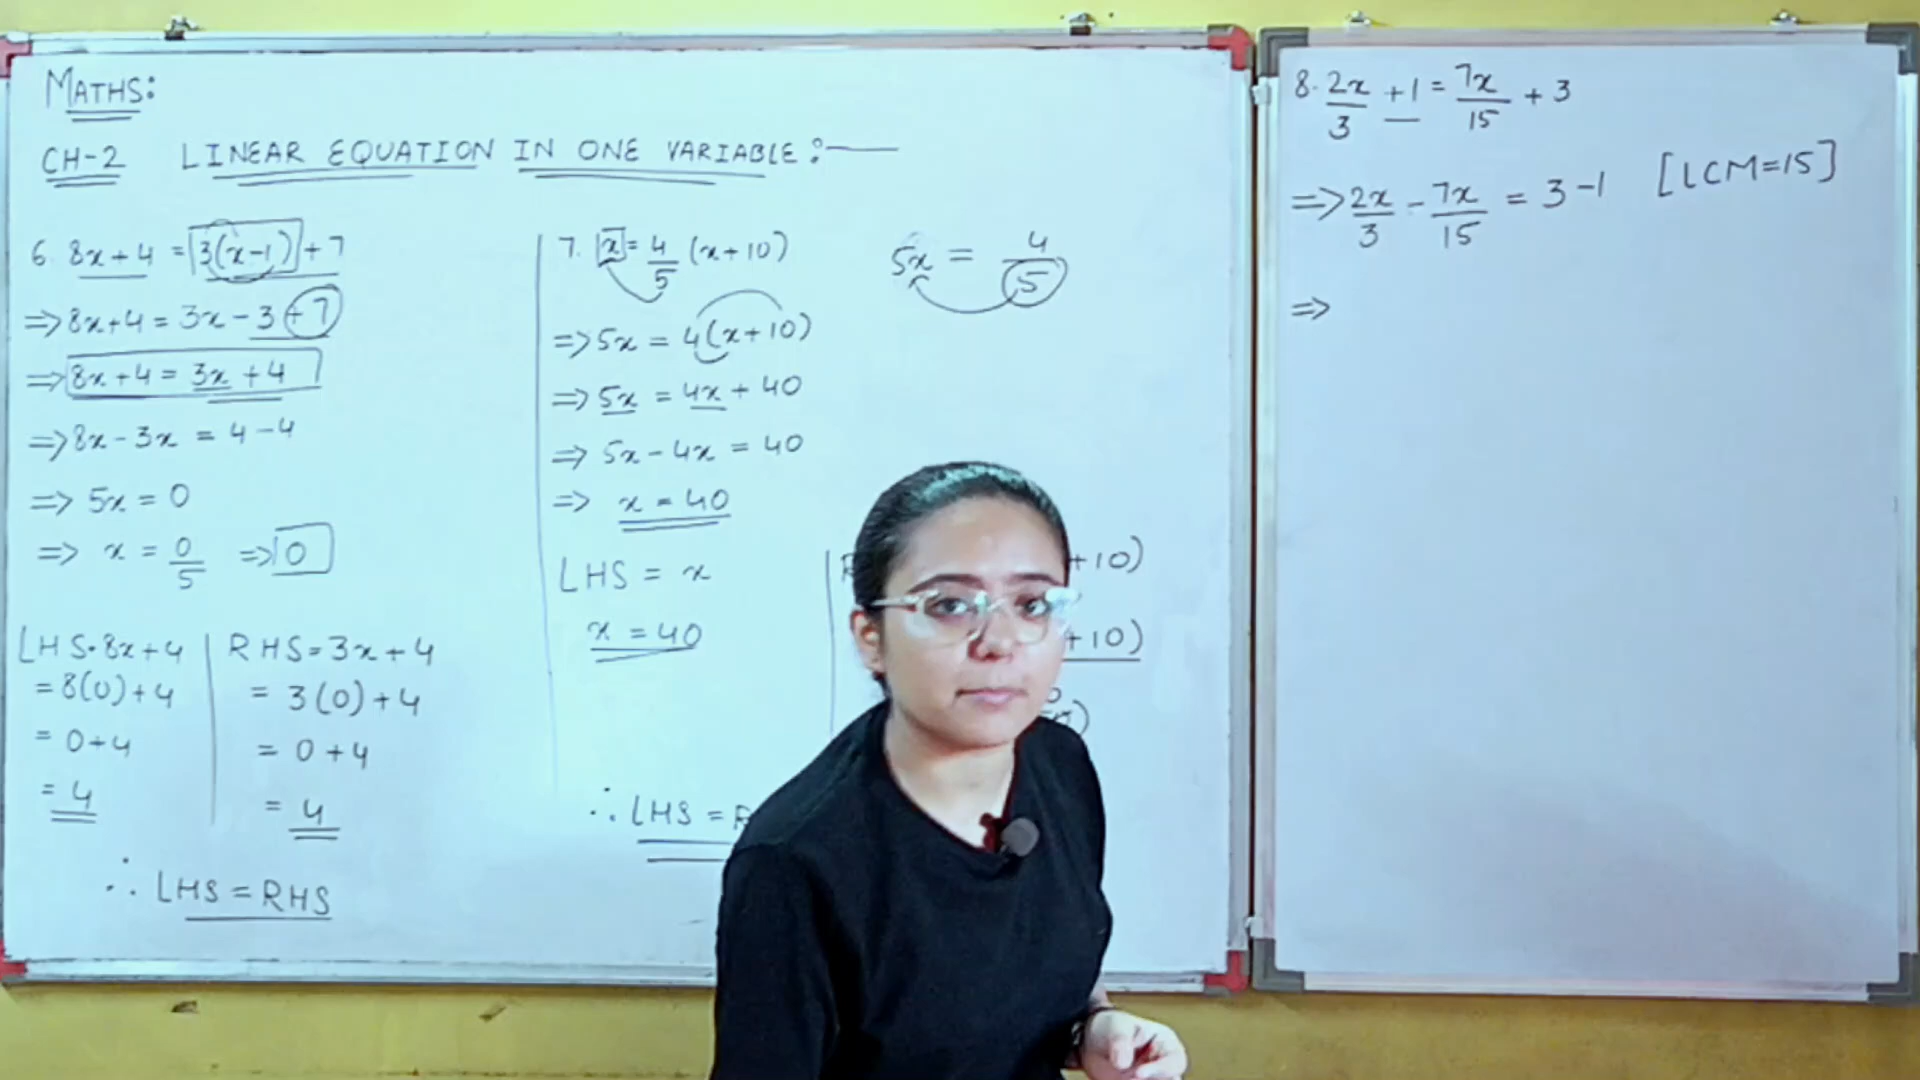 MATHS:
CH-2 LINEAR EQUATION IN ONE VARIABLE:—
6. 8x+4 = 3(x-1) + 7
⇒ 8x+4 = 3x - 3 + 7
⇒ 8x+4 = 3x + 4
⇒ 8x - 3x = 4 - 4
⇒ 5x = 0
⇒ x = 0/5 ⇒ 0
LHS = 8x+4
= 8(0)+4
= 0+4
= 4
RHS = 3x+4
= 3(0)+4
= 0+4
= 4
∴ LHS = RHS
7. x = 4/5 (x+10)
⇒ 5x = 4(x+10)
⇒ 5x = 4x + 40
⇒ 5x - 4x = 40
⇒ x = 40
LHS = x
x = 40
+10)
+10)
∴ LHS =
5x = 4/5
8. 2x/3 + 1 = 7x/15 + 3
⇒ 2x/3 - 7x/15 = 3 - 1 [LCM=15]
⇒